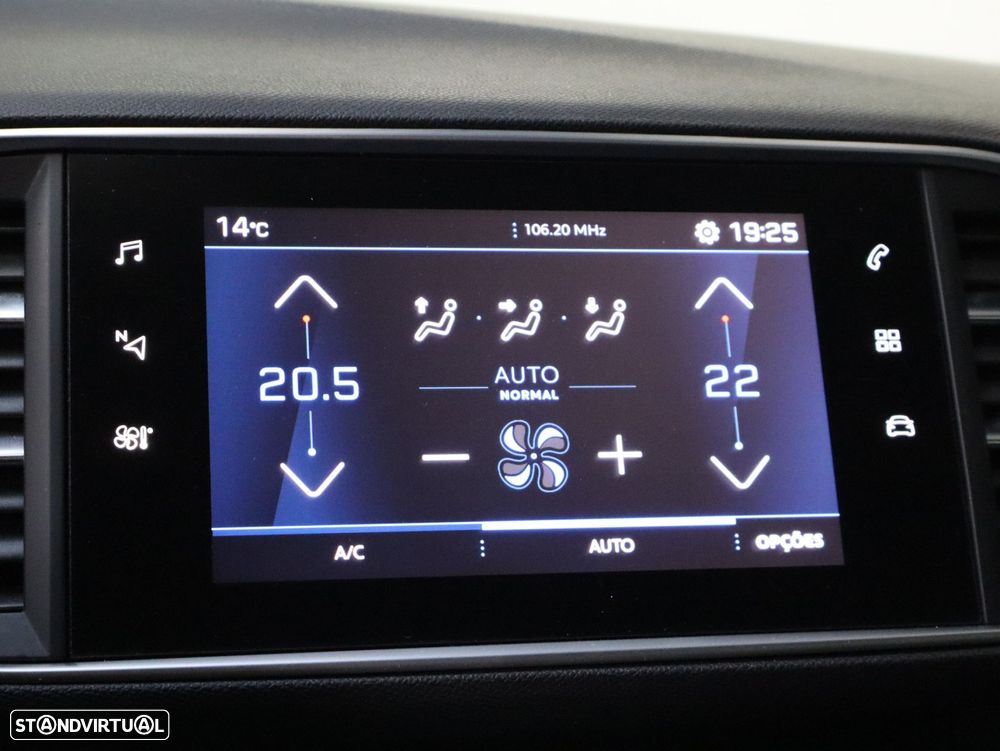 14°C
106.20 MHz
19:25
N
20.5
AUTO
NORMAL
22
A/C
AUTO
OPÇÕES
STANDVIRTUAL